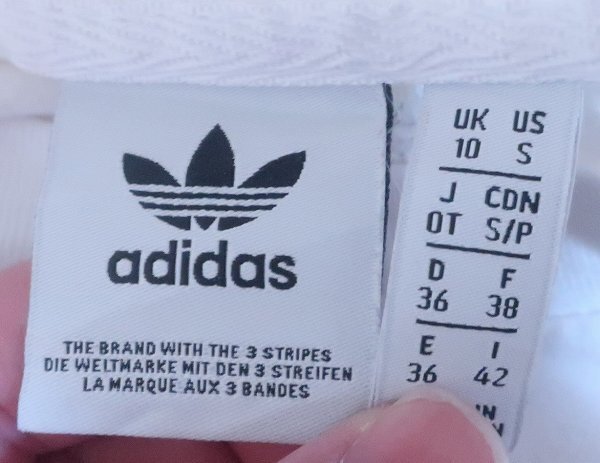 adidas
THE BRAND WITH THE 3 STRIPES
DIE WELTMARKE MIT DEN 3 STREIFEN
LA MARQUE AUX 3 BANDES
UK US
10 S
J CDN
OT S/P
D F
36 38
E I
36 42